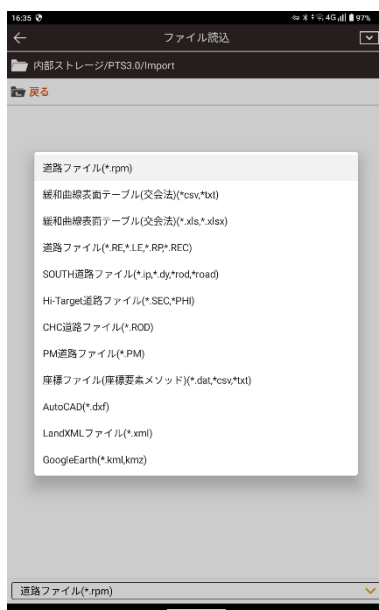 16:35
4G 97%
ファイル読込
内部ストレージ/PTS3.0/Import
戻る
道路ファイル(*.rpm)
緩和曲線表面テーブル(交会法)(*csv,*txt)
緩和曲線表面テーブル(交会法)(*.xls,*.xlsx)
道路ファイル(*.RE,*.LE,*.RP,*.REC)
SOUTH道路ファイル(*.ip,*.dy,*rod,*road)
Hi-Target道路ファイル(*.SEC,*PHI)
CHC道路ファイル(*.ROD)
PM道路ファイル(*.PM)
座標ファイル(座標要素メソッド)(*.dat,*csv,*txt)
AutoCAD(*.dxf)
LandXMLファイル(*.xml)
GoogleEarth(*.kml,kmz)
道路ファイル(*.rpm)